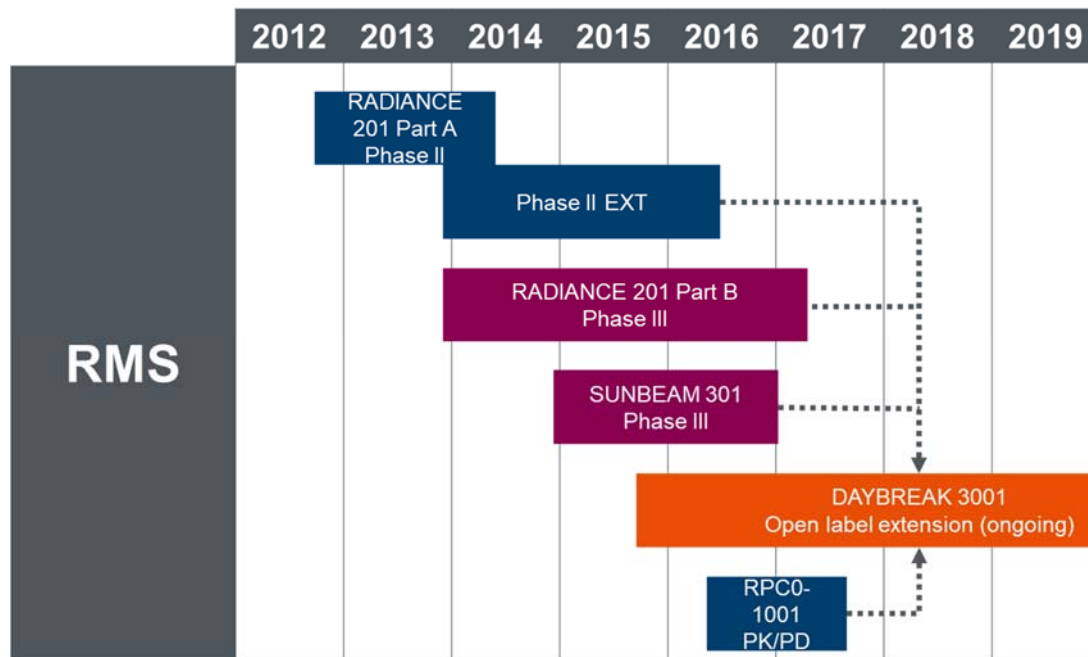 2012 2013 2014 2015 2016 2017 2018 2019
RMS
RADIANCE
201 Part A
Phase II
Phase II EXT
RADIANCE 201 Part B
Phase III
SUNBEAM 301
Phase III
DAYBREAK 3001
Open label extension (ongoing)
RPC0-
1001
PK/PD